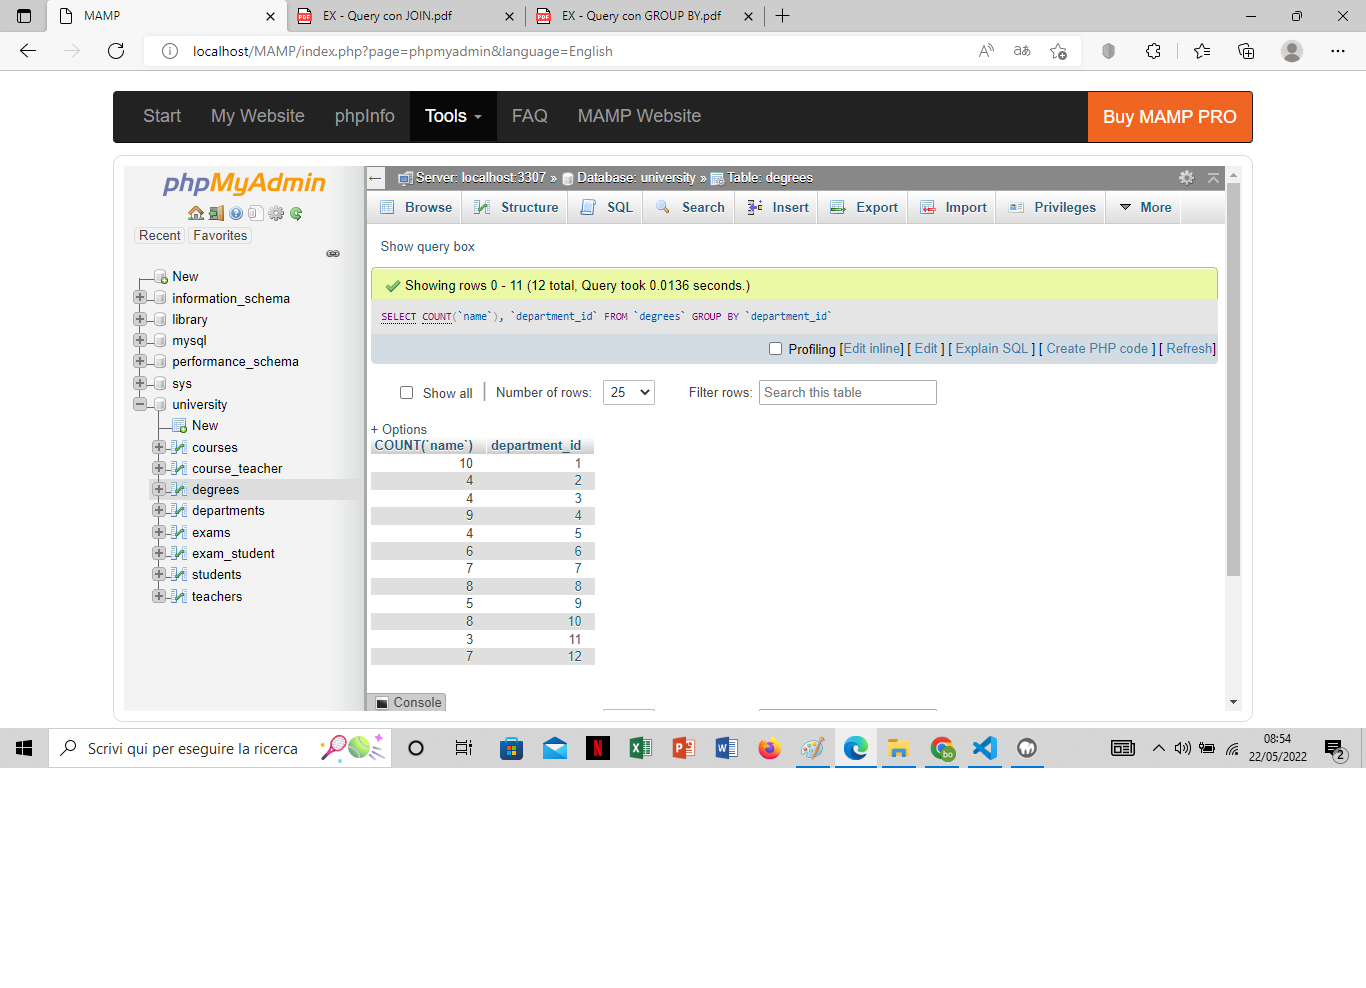 MAMP
EX - Query con JOIN.pdf
EX - Query con GROUP BY.pdf
localhost/MAMP/index.php?page=phpmyadmin&language=English
Start My Website phpInfo Tools FAQ MAMP Website Buy MAMP PRO
phpMyAdmin
Recent Favorites
New
information_schema
library
mysql
performance_schema
sys
university
New
courses
course_teacher
degrees
departments
exams
exam_student
students
teachers
Server: localhost:3307 » Database: university » Table: degrees
Browse Structure SQL Search Insert Export Import Privileges More
Show query box
Showing rows 0 - 11 (12 total, Query took 0.0136 seconds.)
SELECT COUNT(`name`), `department_id` FROM `degrees` GROUP BY `department_id`
Profiling [Edit inline] [ Edit ] [ Explain SQL ] [ Create PHP code ] [ Refresh]
Show all Number of rows: 25 Filter rows: Search this table
+ Options
COUNT(`name`) department_id
10 1
4 2
4 3
9 4
4 5
6 6
7 7
8 8
5 9
8 10
3 11
7 12
Console
Scrivi qui per eseguire la ricerca
08:54
22/05/2022
2